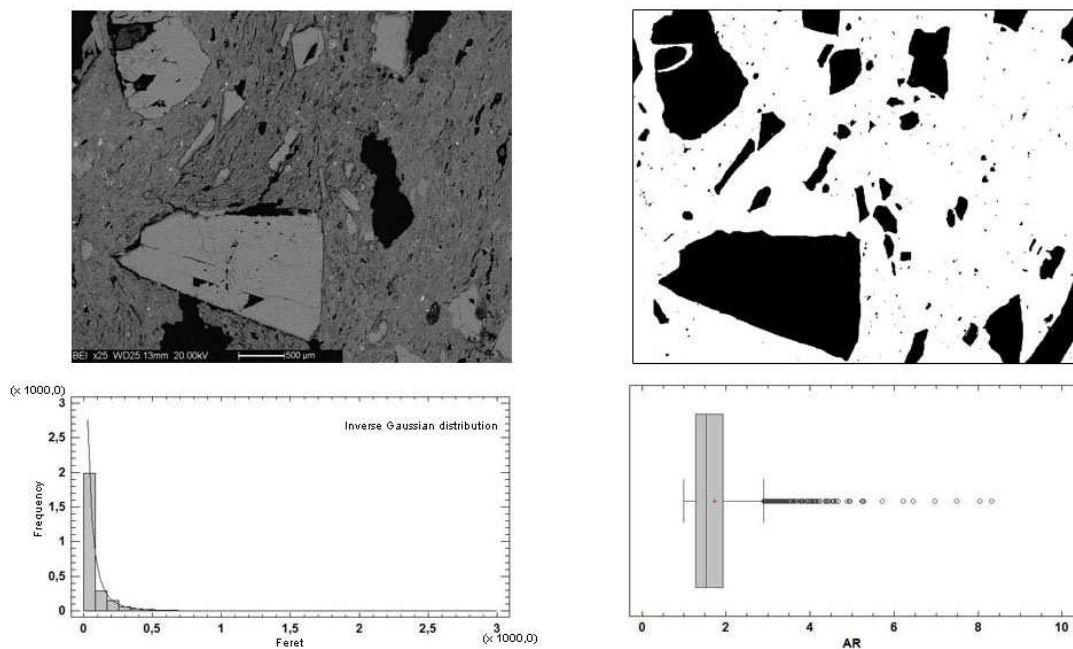 BEI x25 WD25.13mm 20.00kV 500 µm
(x 1000,0)
3
2,5
2
1,5
1
0,5
0
Frequency
Inverse Gaussian distribution
0 0,5 1 1,5 2 2,5 3
Feret
(x 1000,0)
0 2 4 6 8 10
AR